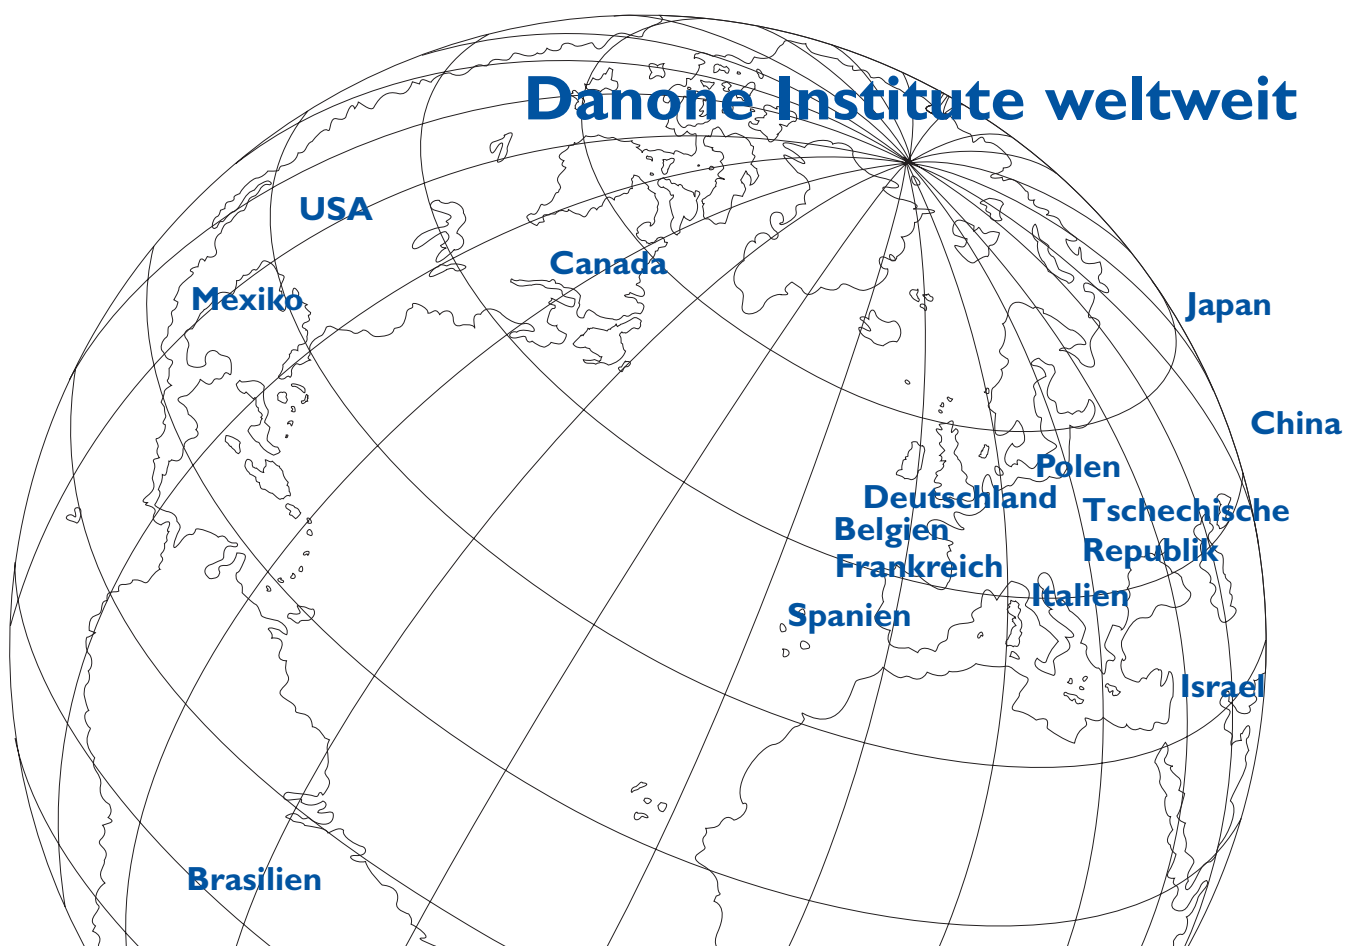 Danone Institute weltweit
USA
Canada
Mexiko
Japan
China
Polen
Deutschland
Tschechische
Belgien
Republik
Frankreich
Italien
Spanien
Israel
Brasilien